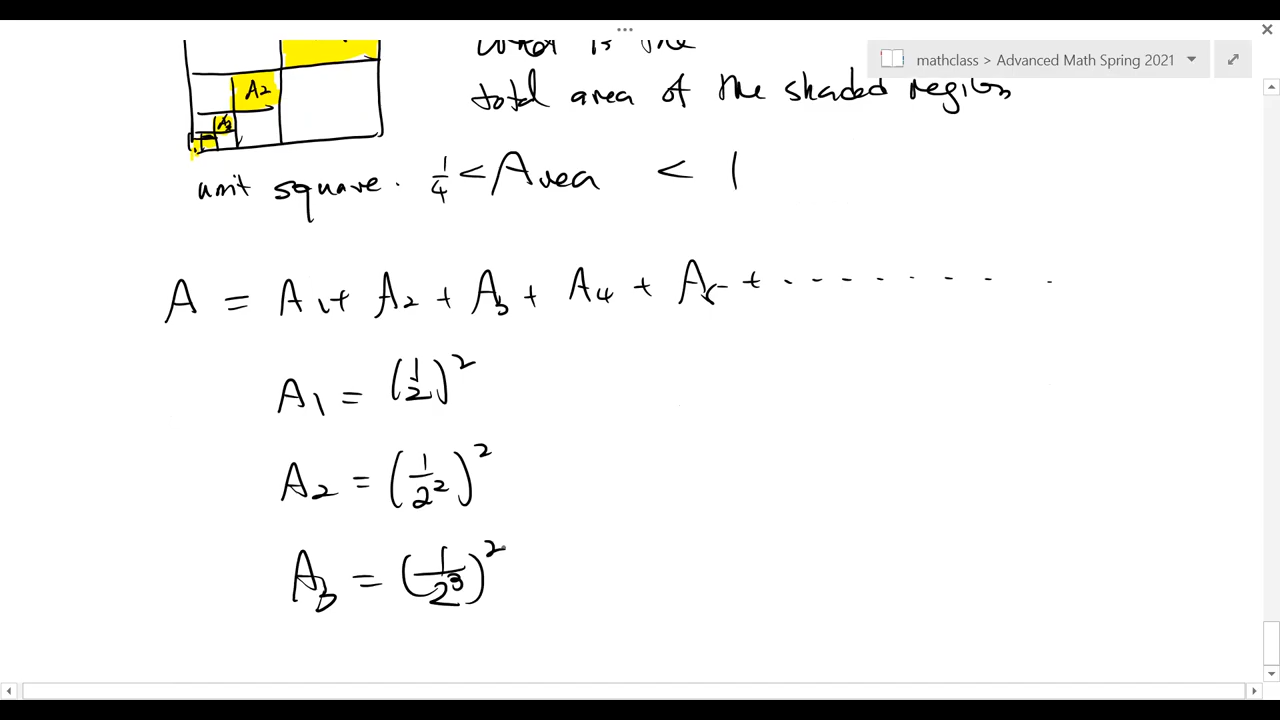 mathclass > Advanced Math Spring 2021
is the
A2
total area of the shaded region
A3
unit square. 1/4 < Area < 1
A = A1 + A2 + A3 + A4 + A5 + ...........
A1 = (1/2)^2
A2 = (1/2^2)^2
A3 = (1/2^3)^2